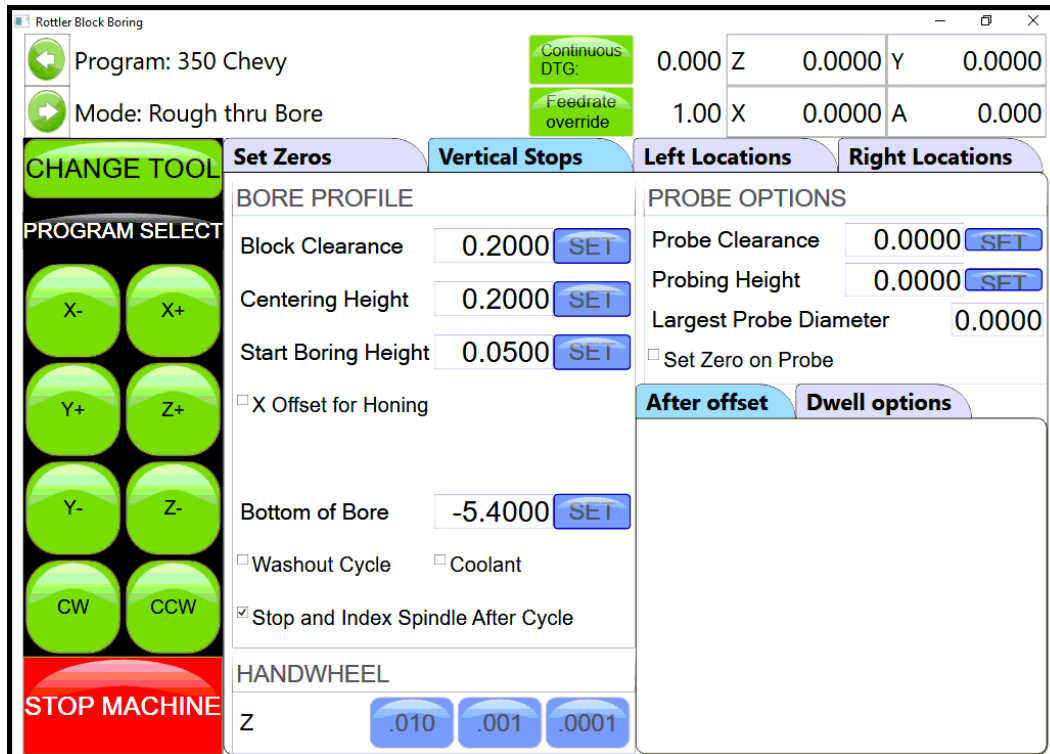 Rottler Block Boring
Program: 350 Chevy
Continuous DTG:
0.000 Z 0.0000 Y 0.0000
Mode: Rough thru Bore
Feedrate override
1.00 X 0.0000 A 0.000
CHANGE TOOL
PROGRAM SELECT
X- X+
Y+ Z+
Y- Z-
CW CCW
STOP MACHINE
Set Zeros Vertical Stops Left Locations Right Locations
BORE PROFILE
Block Clearance 0.2000 SET
Centering Height 0.2000 SET
Start Boring Height 0.0500 SET
X Offset for Honing
Bottom of Bore -5.4000 SET
Washout Cycle Coolant
Stop and Index Spindle After Cycle
HANDWHEEL
Z .010 .001 .0001
PROBE OPTIONS
Probe Clearance 0.0000 SET
Probing Height 0.0000 SET
Largest Probe Diameter 0.0000
Set Zero on Probe
After offset Dwell options